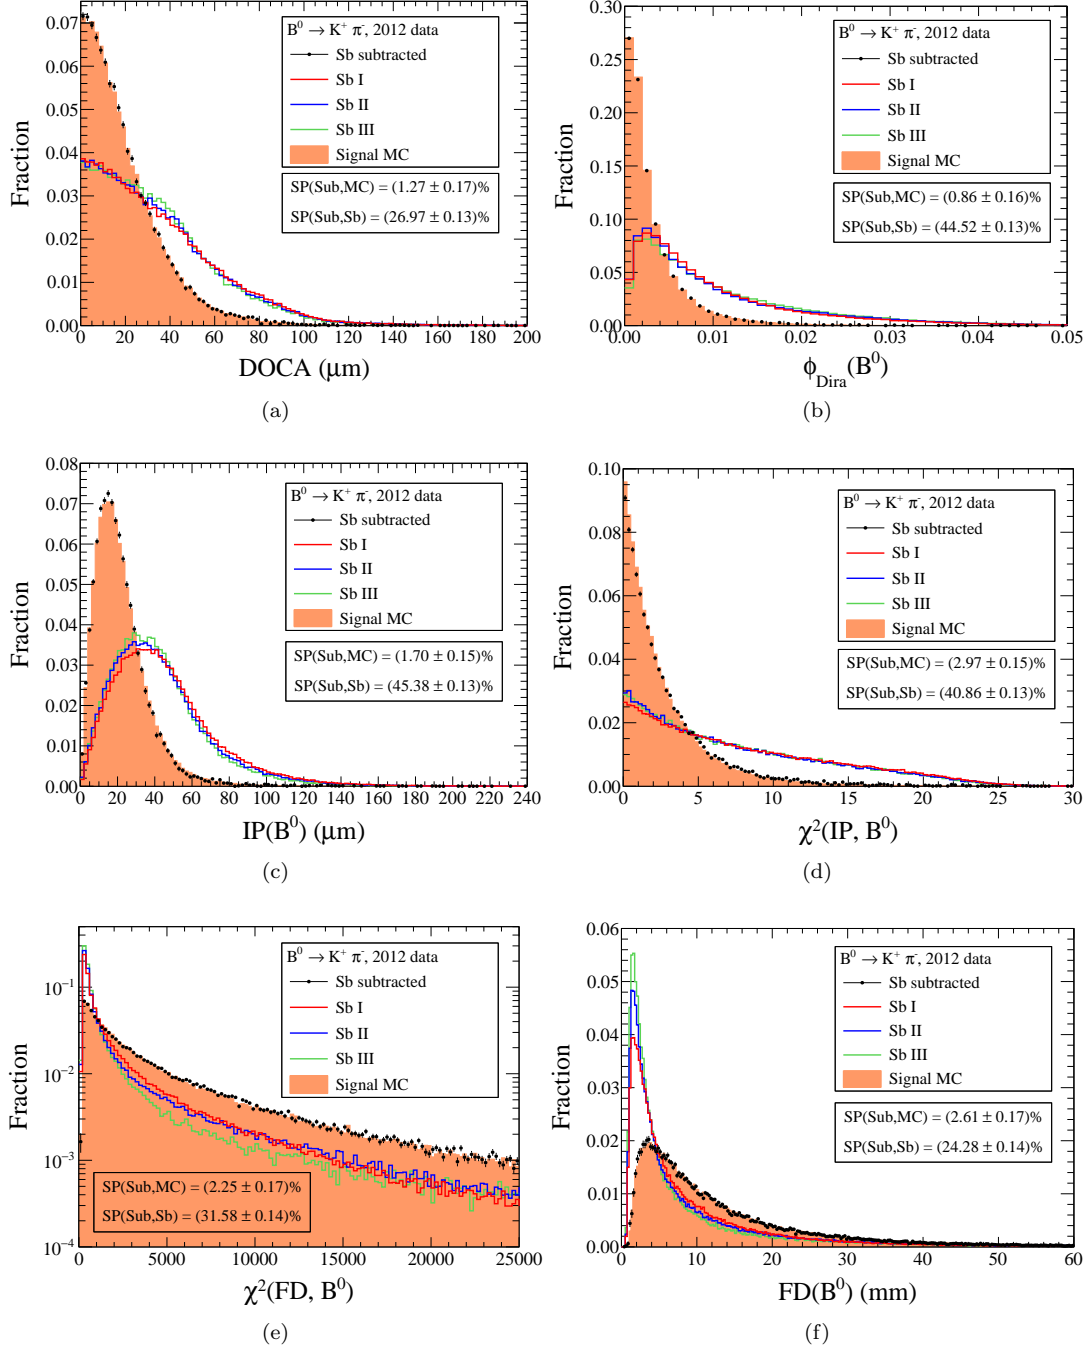 B⁰ → K⁺ π⁻, 2012 data
Sb subtracted
Sb I
Sb II
Sb III
Signal MC
SP(Sub,MC) = (1.27 ± 0.17)%
SP(Sub,Sb) = (26.97 ± 0.13)%
Fraction
0.07
0.06
0.05
0.04
0.03
0.02
0.01
0.00
0 20 40 60 80 100 120 140 160 180 200
DOCA (μm)
(a)
B⁰ → K⁺ π⁻, 2012 data
Sb subtracted
Sb I
Sb II
Sb III
Signal MC
SP(Sub,MC) = (0.86 ± 0.16)%
SP(Sub,Sb) = (44.52 ± 0.13)%
Fraction
0.30
0.25
0.20
0.15
0.10
0.05
0.00
0.00 0.01 0.02 0.03 0.04 0.05
ϕ_Dira(B⁰)
(b)
B⁰ → K⁺ π⁻, 2012 data
Sb subtracted
Sb I
Sb II
Sb III
Signal MC
SP(Sub,MC) = (1.70 ± 0.15)%
SP(Sub,Sb) = (45.38 ± 0.13)%
Fraction
0.08
0.07
0.06
0.05
0.04
0.03
0.02
0.01
0.00
0 20 40 60 80 100 120 140 160 180 200 220 240
IP(B⁰) (μm)
(c)
B⁰ → K⁺ π⁻, 2012 data
Sb subtracted
Sb I
Sb II
Sb III
Signal MC
SP(Sub,MC) = (2.97 ± 0.15)%
SP(Sub,Sb) = (40.86 ± 0.13)%
Fraction
0.10
0.08
0.06
0.04
0.02
0.00
0 5 10 15 20 25 30
χ²(IP, B⁰)
(d)
B⁰ → K⁺ π⁻, 2012 data
Sb subtracted
Sb I
Sb II
Sb III
Signal MC
SP(Sub,MC) = (2.25 ± 0.17)%
SP(Sub,Sb) = (31.58 ± 0.14)%
Fraction
10⁻¹
10⁻²
10⁻³
10⁻⁴
0 5000 10000 15000 20000 25000
χ²(FD, B⁰)
(e)
B⁰ → K⁺ π⁻, 2012 data
Sb subtracted
Sb I
Sb II
Sb III
Signal MC
SP(Sub,MC) = (2.61 ± 0.17)%
SP(Sub,Sb) = (24.28 ± 0.14)%
Fraction
0.06
0.05
0.04
0.03
0.02
0.01
0.00
0 10 20 30 40 50 60
FD(B⁰) (mm)
(f)